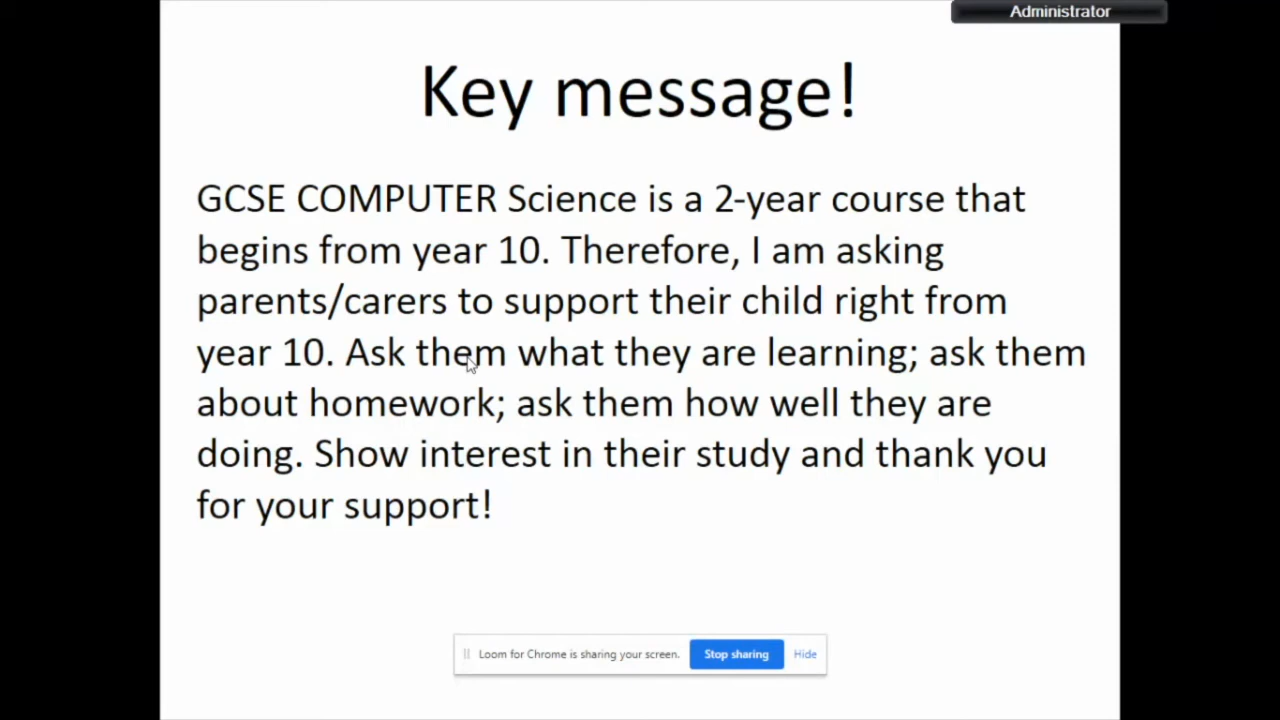 Administrator
Key message!
GCSE COMPUTER Science is a 2-year course that
begins from year 10. Therefore, I am asking
parents/carers to support their child right from
year 10. Ask them what they are learning; ask them
about homework; ask them how well they are
doing. Show interest in their study and thank you
for your support!
Loom for Chrome is sharing your screen. Stop sharing Hide